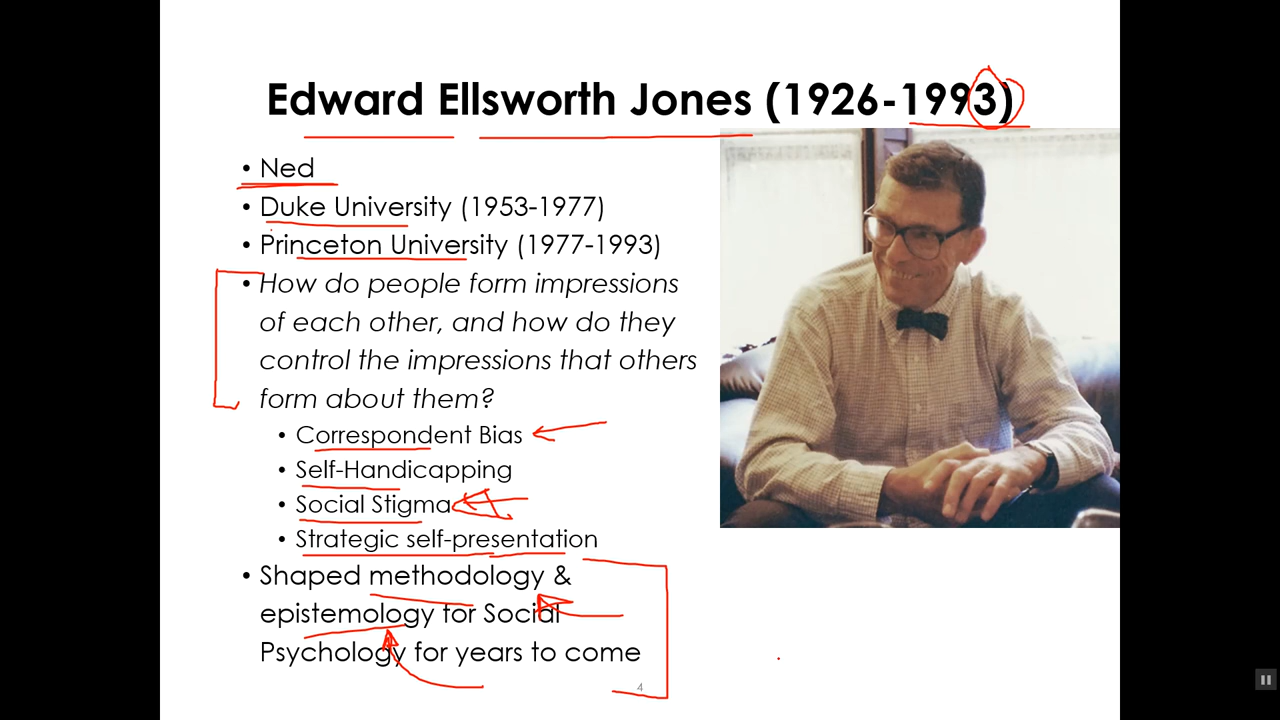 Edward Ellsworth Jones (1926-1993)
• Ned
• Duke University (1953-1977)
• Princeton University (1977-1993)
• How do people form impressions
of each other, and how do they
control the impressions that others
form about them?
• Correspondent Bias
• Self-Handicapping
• Social Stigma
• Strategic self-presentation
• Shaped methodology &
epistemology for Social
Psychology for years to come
4